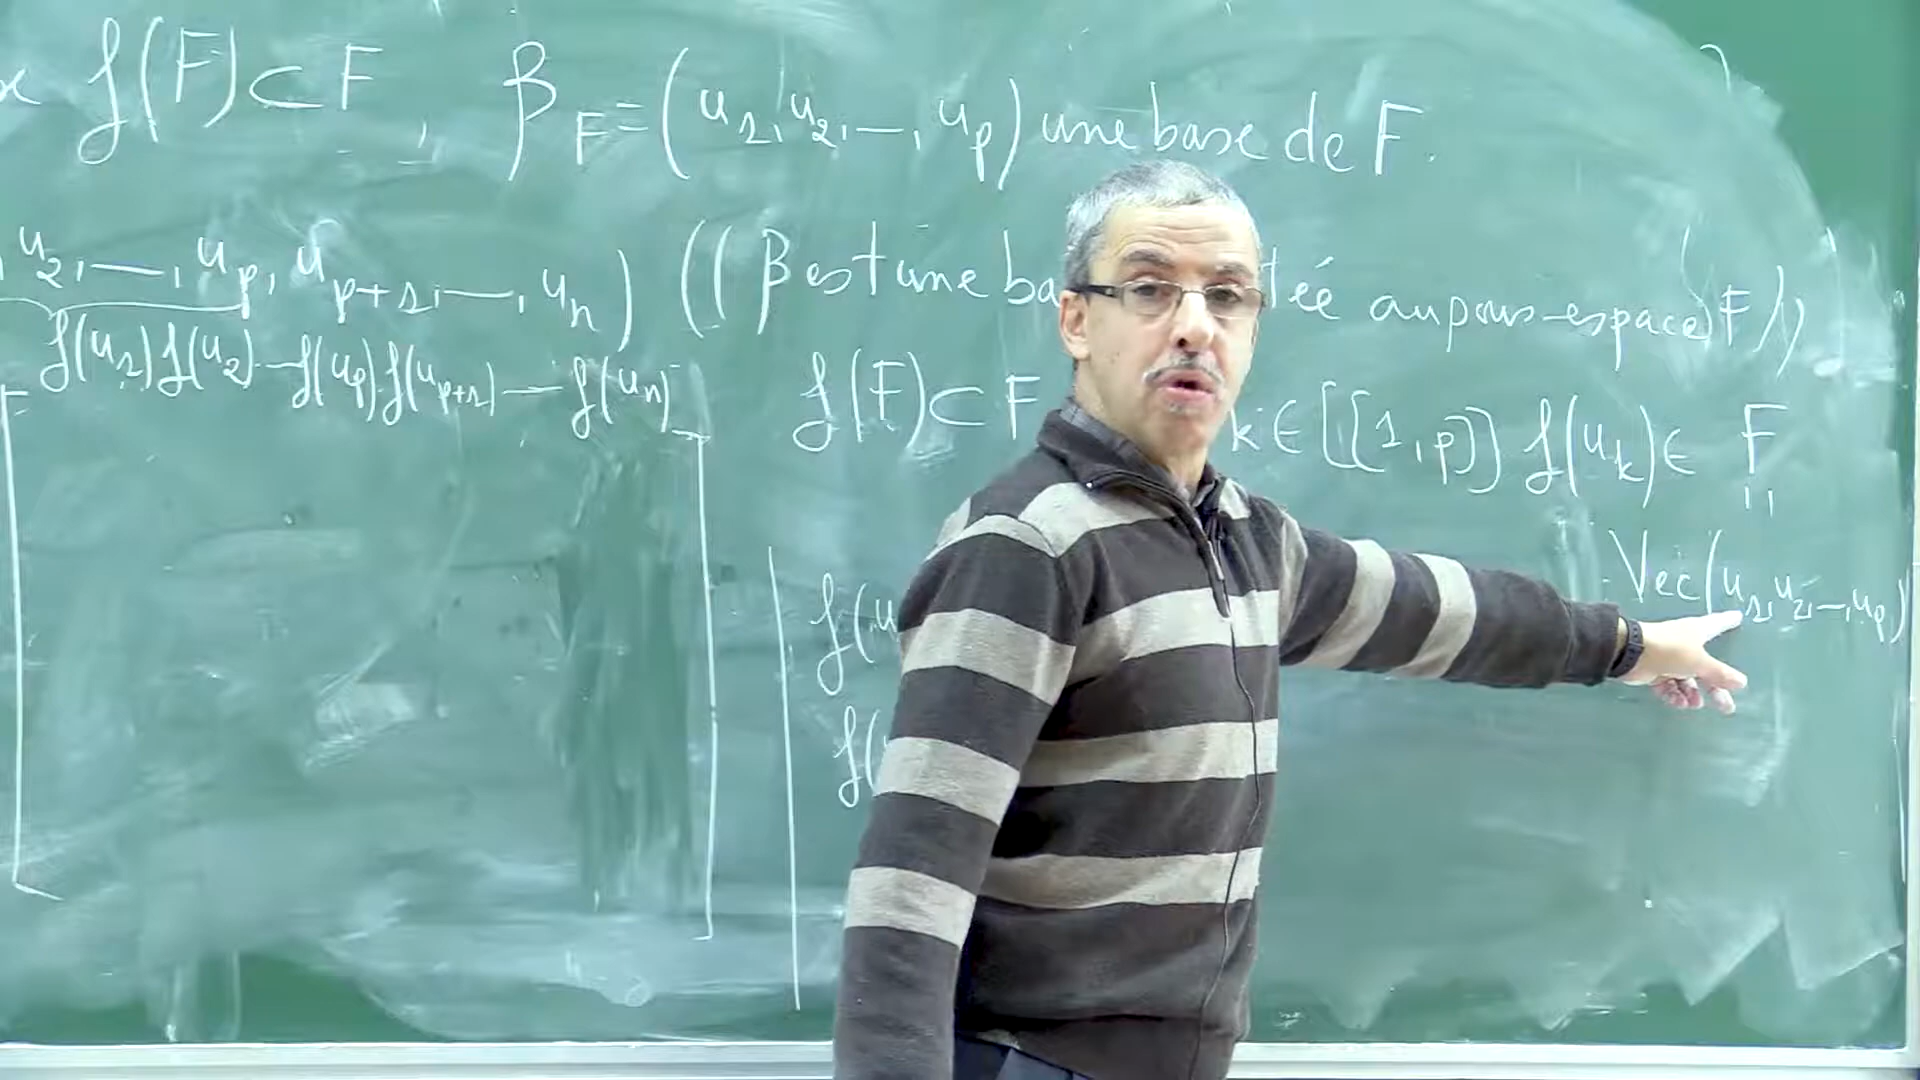 f(F)⊂F, β_F=(u_1,u_2,—,u_p) une base de F.
, u_2,—,u_p,u_{p+1},—,u_n) ((β est une ba tée au sous-espace F))
f(u_1) f(u_2) -- f(u_p) f(u_{p+1}) — f(u_n)
f(F)⊂F k∈[[1,p]] f(u_k)∈ F
"
Vec(u_1,u_2,—,u_p)
f(u
f(